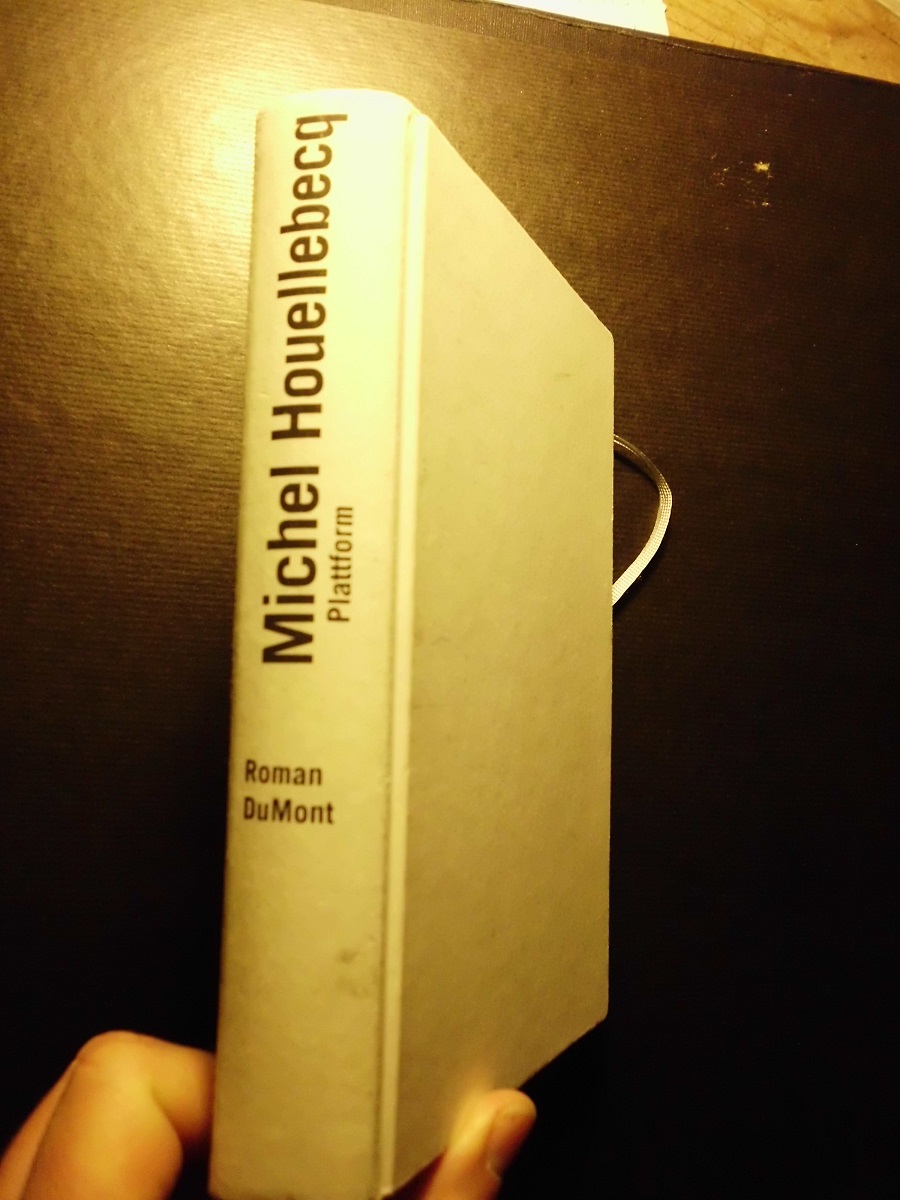 Michel Houellebecq
Plattform
Roman
DuMont